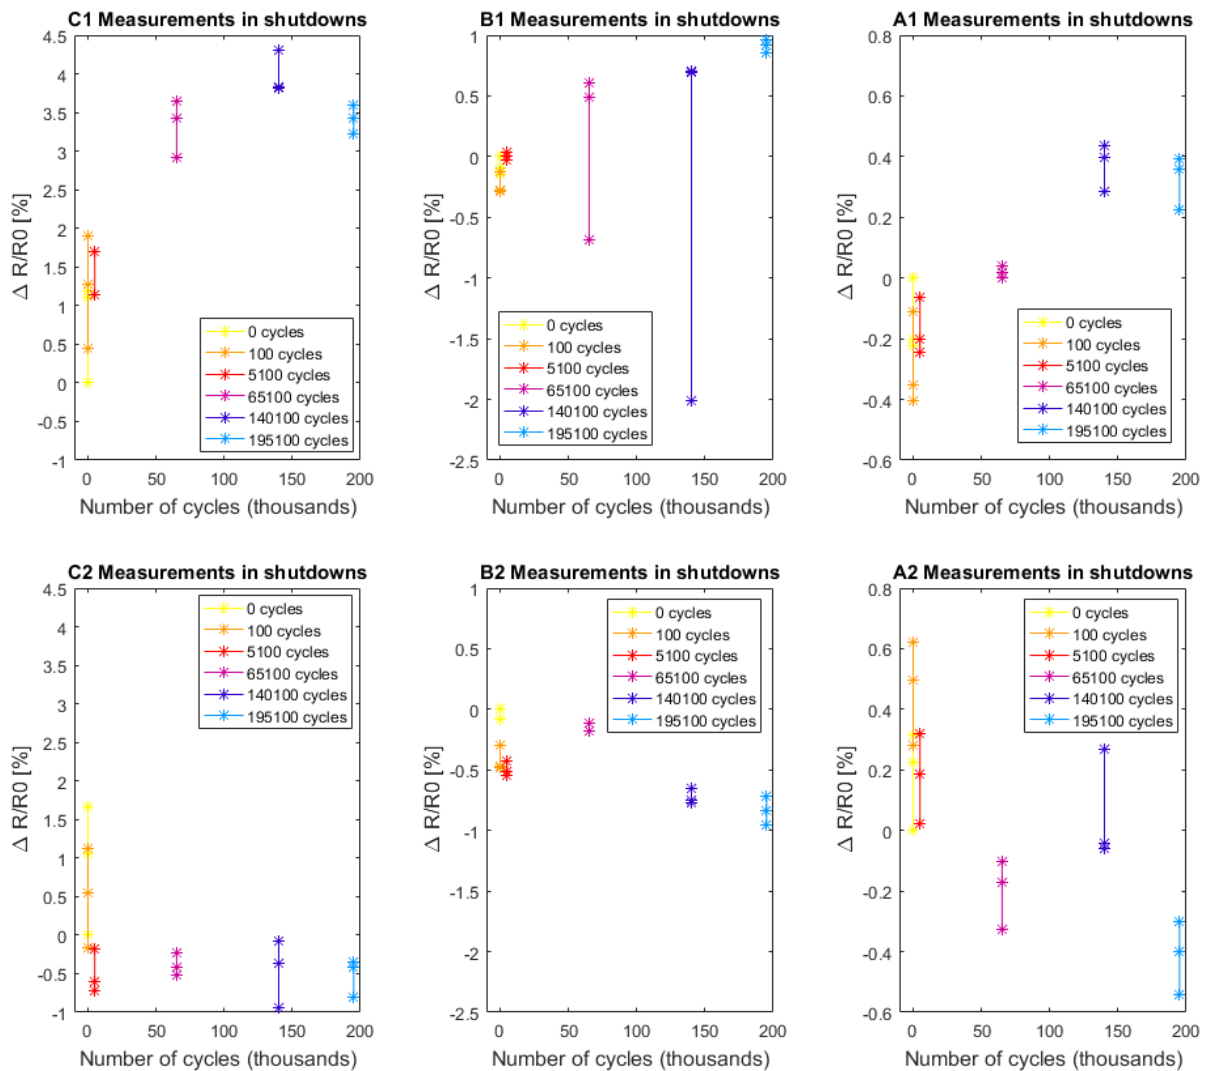 C1 Measurements in shutdowns
4.5
4
3.5
3
2.5
2
1.5
1
0.5
0
-0.5
-1
Δ R/R0 [%]
0 cycles
100 cycles
5100 cycles
65100 cycles
140100 cycles
195100 cycles
0 50 100 150 200
Number of cycles (thousands)
B1 Measurements in shutdowns
1
0.5
0
-0.5
-1
-1.5
-2
-2.5
Δ R/R0 [%]
0 cycles
100 cycles
5100 cycles
65100 cycles
140100 cycles
195100 cycles
0 50 100 150 200
Number of cycles (thousands)
A1 Measurements in shutdowns
0.8
0.6
0.4
0.2
0
-0.2
-0.4
-0.6
Δ R/R0 [%]
0 cycles
100 cycles
5100 cycles
65100 cycles
140100 cycles
195100 cycles
0 50 100 150 200
Number of cycles (thousands)
C2 Measurements in shutdowns
4.5
4
3.5
3
2.5
2
1.5
1
0.5
0
-0.5
-1
Δ R/R0 [%]
0 cycles
100 cycles
5100 cycles
65100 cycles
140100 cycles
195100 cycles
0 50 100 150 200
Number of cycles (thousands)
B2 Measurements in shutdowns
1
0.5
0
-0.5
-1
-1.5
-2
-2.5
Δ R/R0 [%]
0 cycles
100 cycles
5100 cycles
65100 cycles
140100 cycles
195100 cycles
0 50 100 150 200
Number of cycles (thousands)
A2 Measurements in shutdowns
0.8
0.6
0.4
0.2
0
-0.2
-0.4
-0.6
Δ R/R0 [%]
0 cycles
100 cycles
5100 cycles
65100 cycles
140100 cycles
195100 cycles
0 50 100 150 200
Number of cycles (thousands)